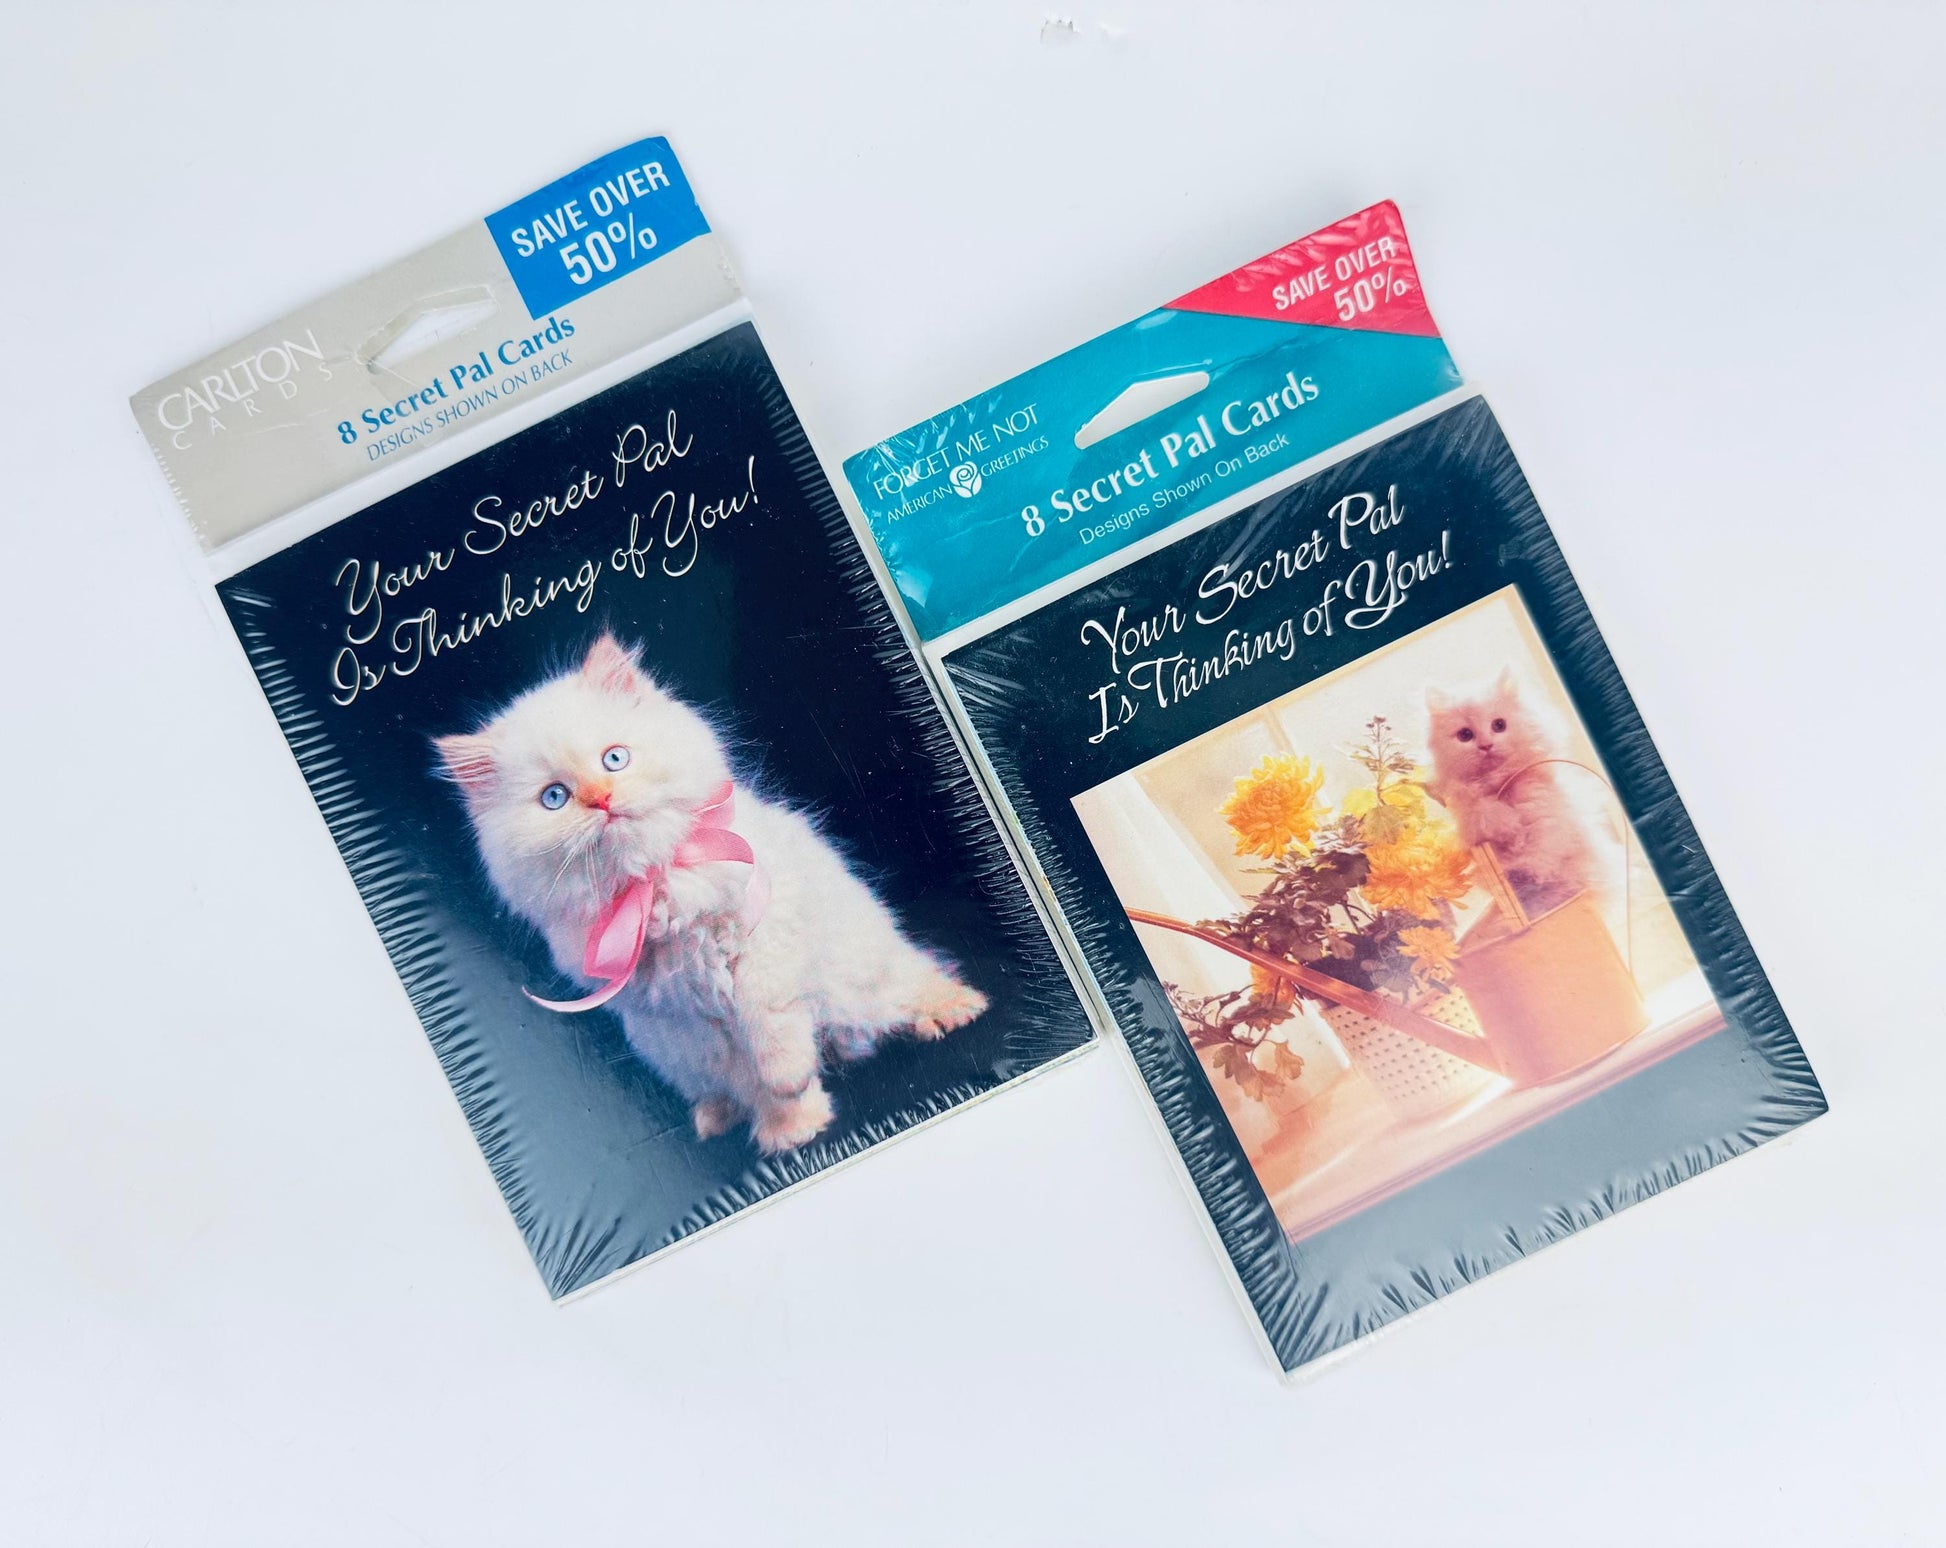 SAVE OVER
50%
CARLTON
CARDS
8 Secret Pal Cards
DESIGNS SHOWN ON BACK
Your Secret Pal
Is Thinking of You!
SAVE OVER
50%
FORGET ME NOT
AMERICAN GREETINGS
8 Secret Pal Cards
Designs Shown On Back
Your Secret Pal
Is Thinking of You!